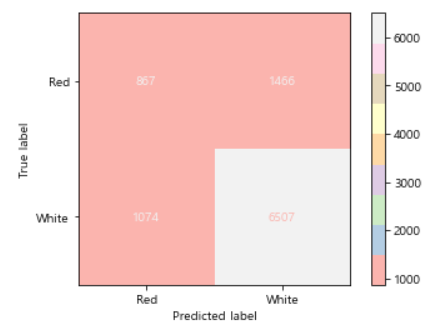 Red
867
1466
True label
White
1074
6507
Red
White
Predicted label
6000
5000
4000
3000
2000
1000